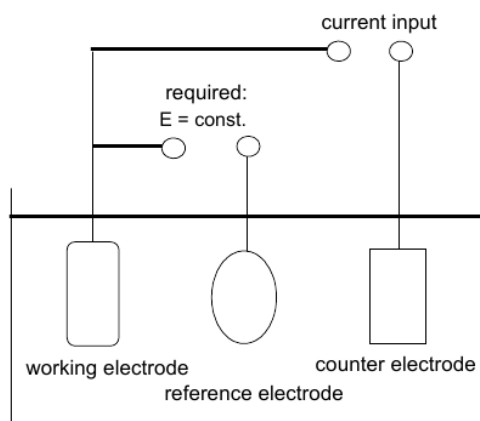 current input
required:
E = const.
working electrode
reference electrode
counter electrode